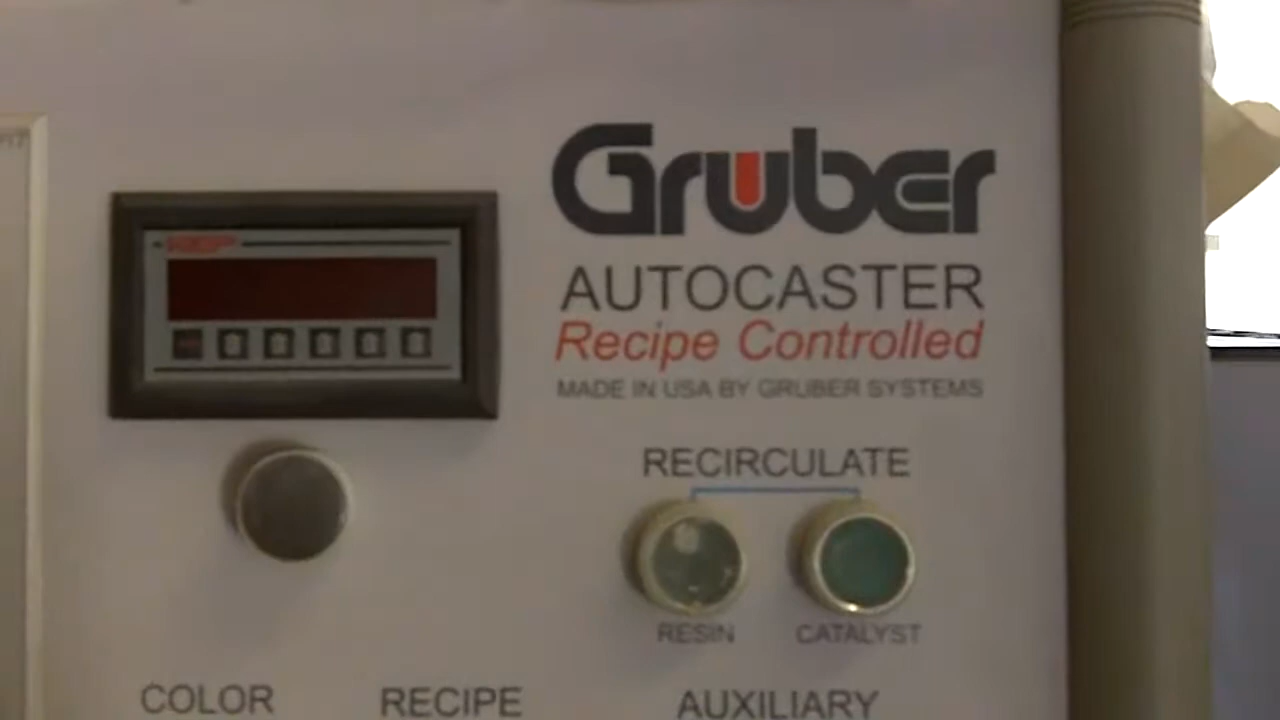 Gruber
AUTOCASTER
Recipe Controlled
MADE IN USA BY GRUBER SYSTEMS
RECIRCULATE
RESIN CATALYST
COLOR RECIPE AUXILIARY